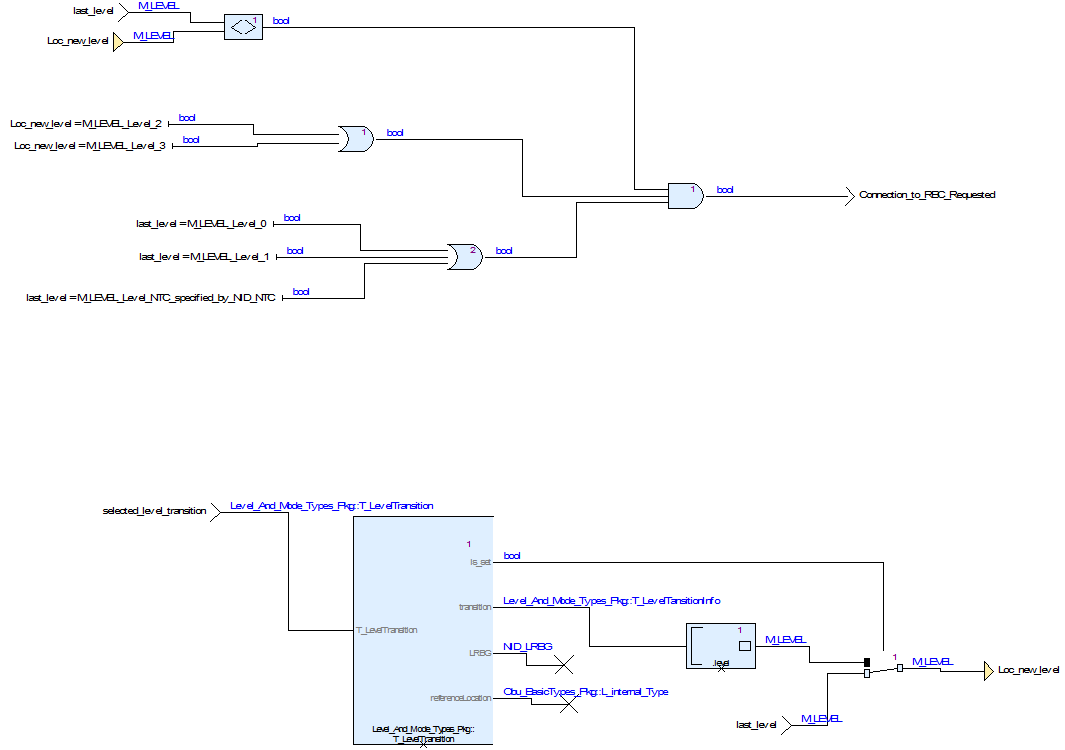 last_level
M_LEVEL
1
<>
bool
Loc_new_level
M_LEVEL
Loc_new_level = M_LEVEL_Level_2
bool
1
bool
Loc_new_level = M_LEVEL_Level_3
bool
1
bool
Connection_to_RBC_Requested
last_level = M_LEVEL_Level_0
bool
2
bool
last_level = M_LEVEL_Level_1
bool
last_level = M_LEVEL_Level_NTC_specified_by_NID_NTC
bool
selected_level_transition
Level_And_Mode_Types_Pkg::T_LevelTransition
1
Is_set
bool
transition
Level_And_Mode_Types_Pkg::T_LevelTansitionInfo
T_LevelTransition
1
.level
M_LEVEL
LRBG
NID_LRBG
1
M_LEVEL
Loc_new_level
referenceLocation
Obu_BasicTypes_Pkg::L_internal_Type
last_level
M_LEVEL
Level_And_Mode_Types_Pkg::
T_LevelTransition